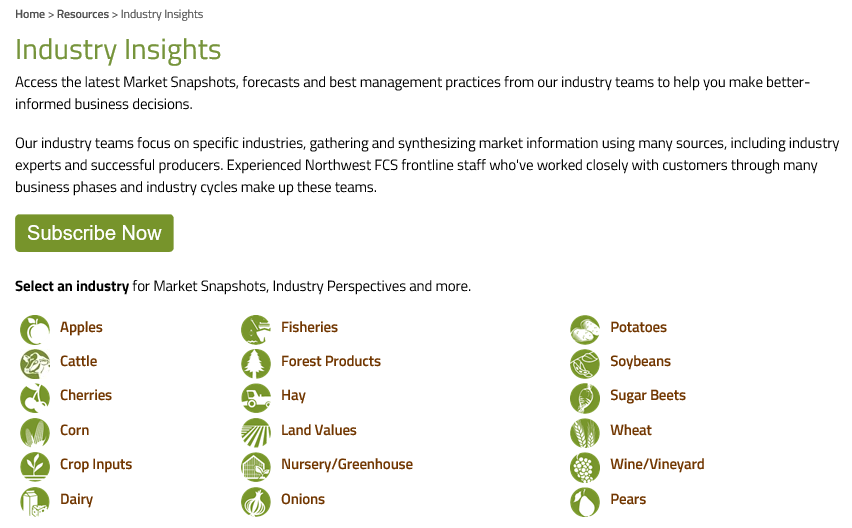 Home > Resources > Industry Insights
Industry Insights
Access the latest Market Snapshots, forecasts and best management practices from our industry teams to help you make better-
informed business decisions.
Our industry teams focus on specific industries, gathering and synthesizing market information using many sources, including industry
experts and successful producers. Experienced Northwest FCS frontline staff who've worked closely with customers through many
business phases and industry cycles make up these teams.
Subscribe Now
Select an industry for Market Snapshots, Industry Perspectives and more.
Apples
Cattle
Cherries
Corn
Crop Inputs
Dairy
Fisheries
Forest Products
Hay
Land Values
Nursery/Greenhouse
Onions
Potatoes
Soybeans
Sugar Beets
Wheat
Wine/Vineyard
Pears